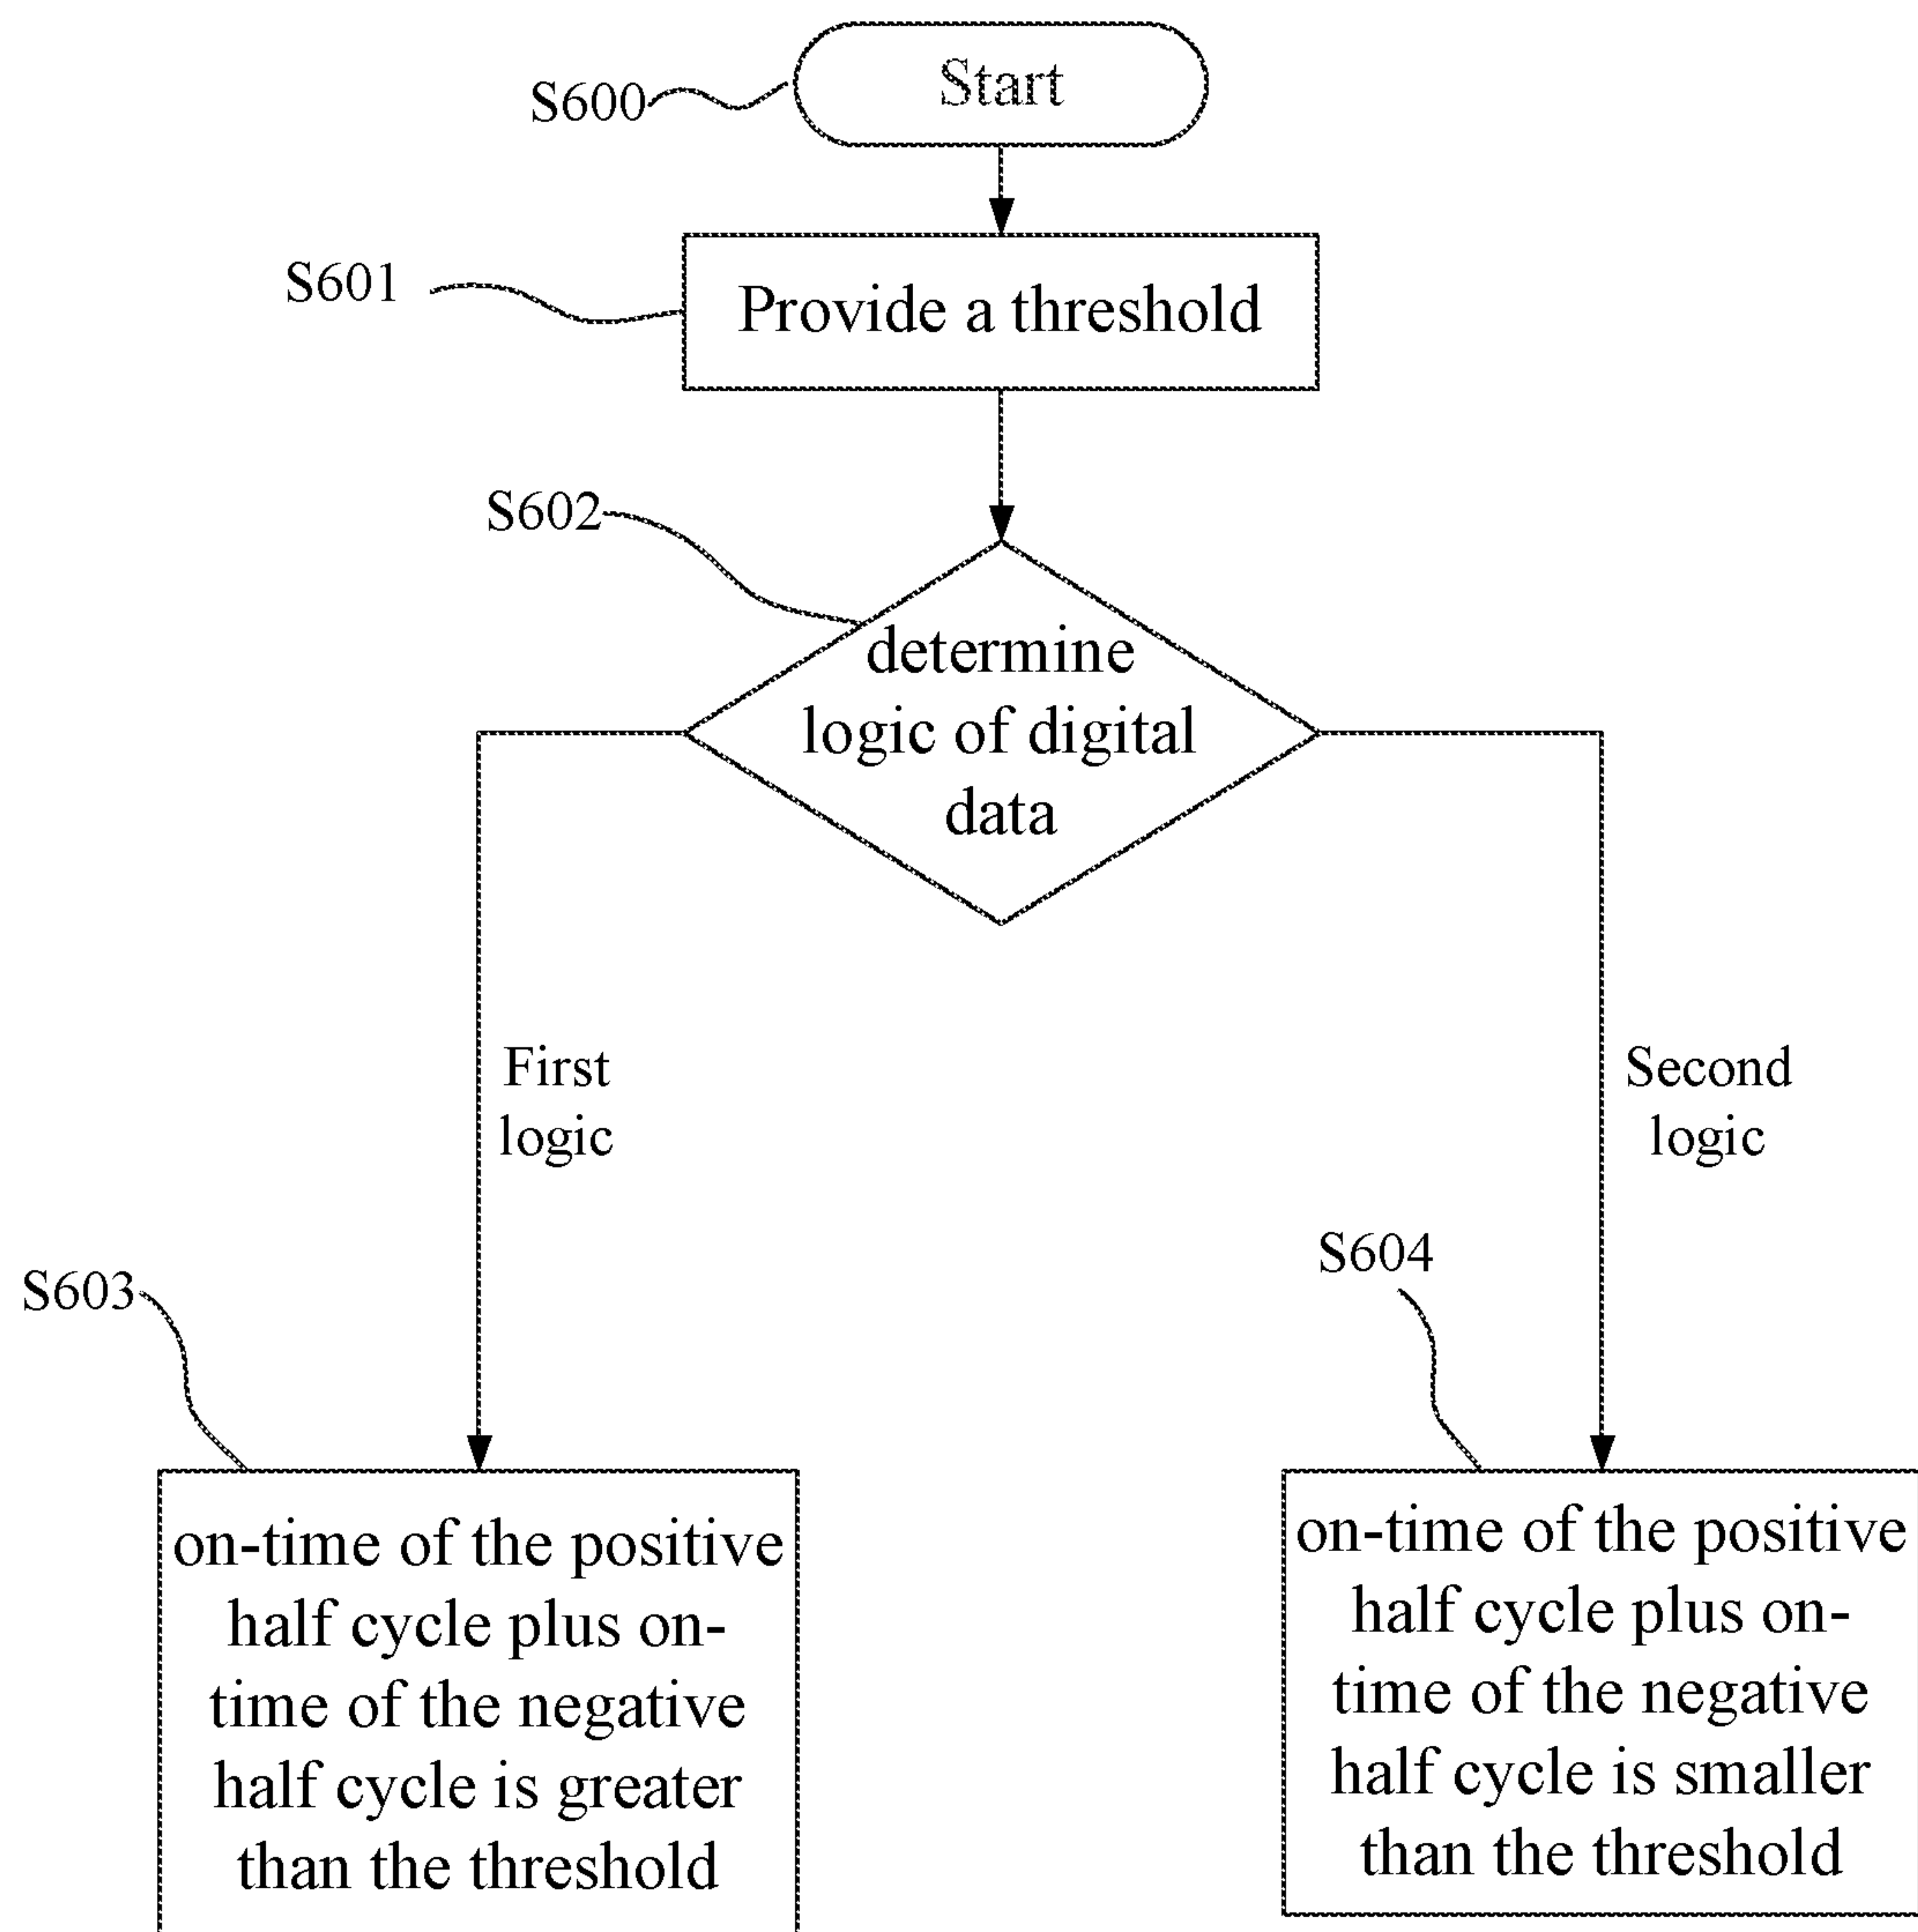 S600
Start
S601
Provide a threshold
S602
determine
logic of digital
data
First
logic
Second
logic
S603
S604
on-time of the positive
half cycle plus on-
time of the negative
half cycle is greater
than the threshold
on-time of the positive
half cycle plus on-
time of the negative
half cycle is smaller
than the threshold